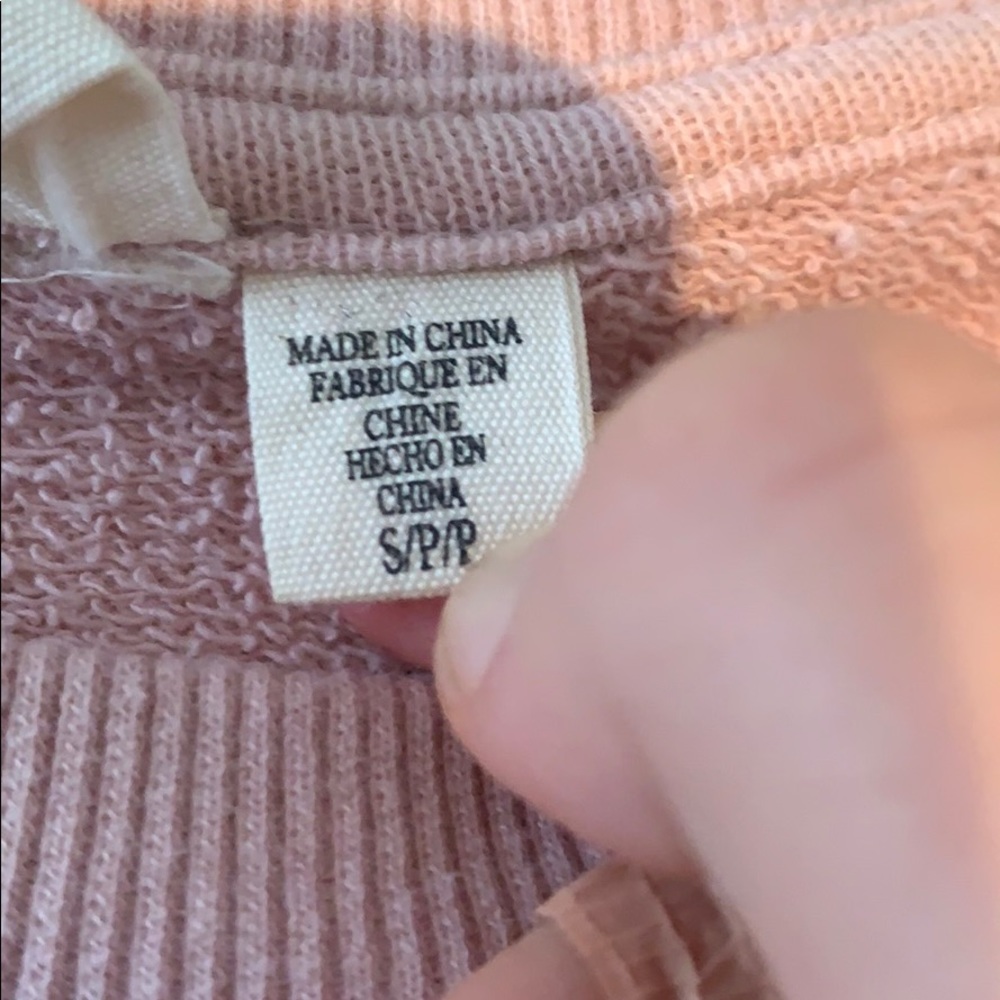 MADE IN CHINA
FABRIQUE EN
CHINE
HECHO EN
CHINA
S/P/P